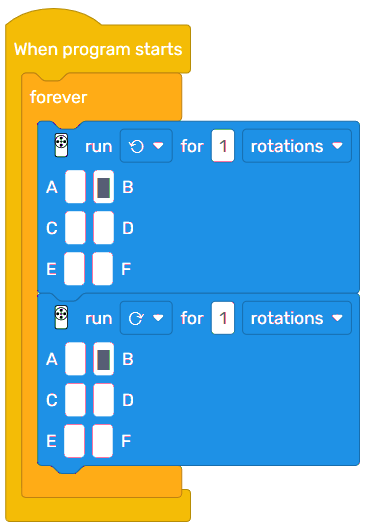 When program starts
forever
run for 1 rotations
A B
C D
E F
run for 1 rotations
A B
C D
E F